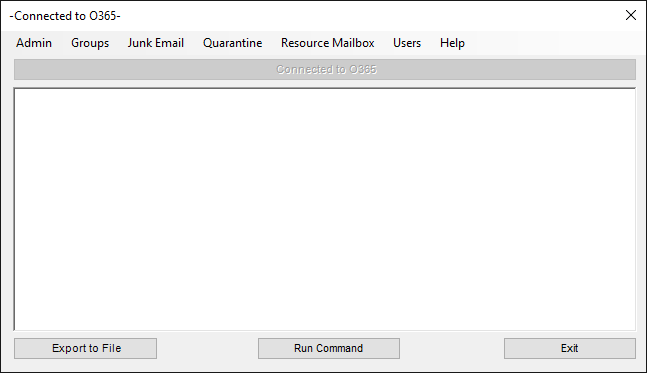 -Connected to O365-
Admin Groups Junk Email Quarantine Resource Mailbox Users Help
Connected to O365
Export to File Run Command Exit